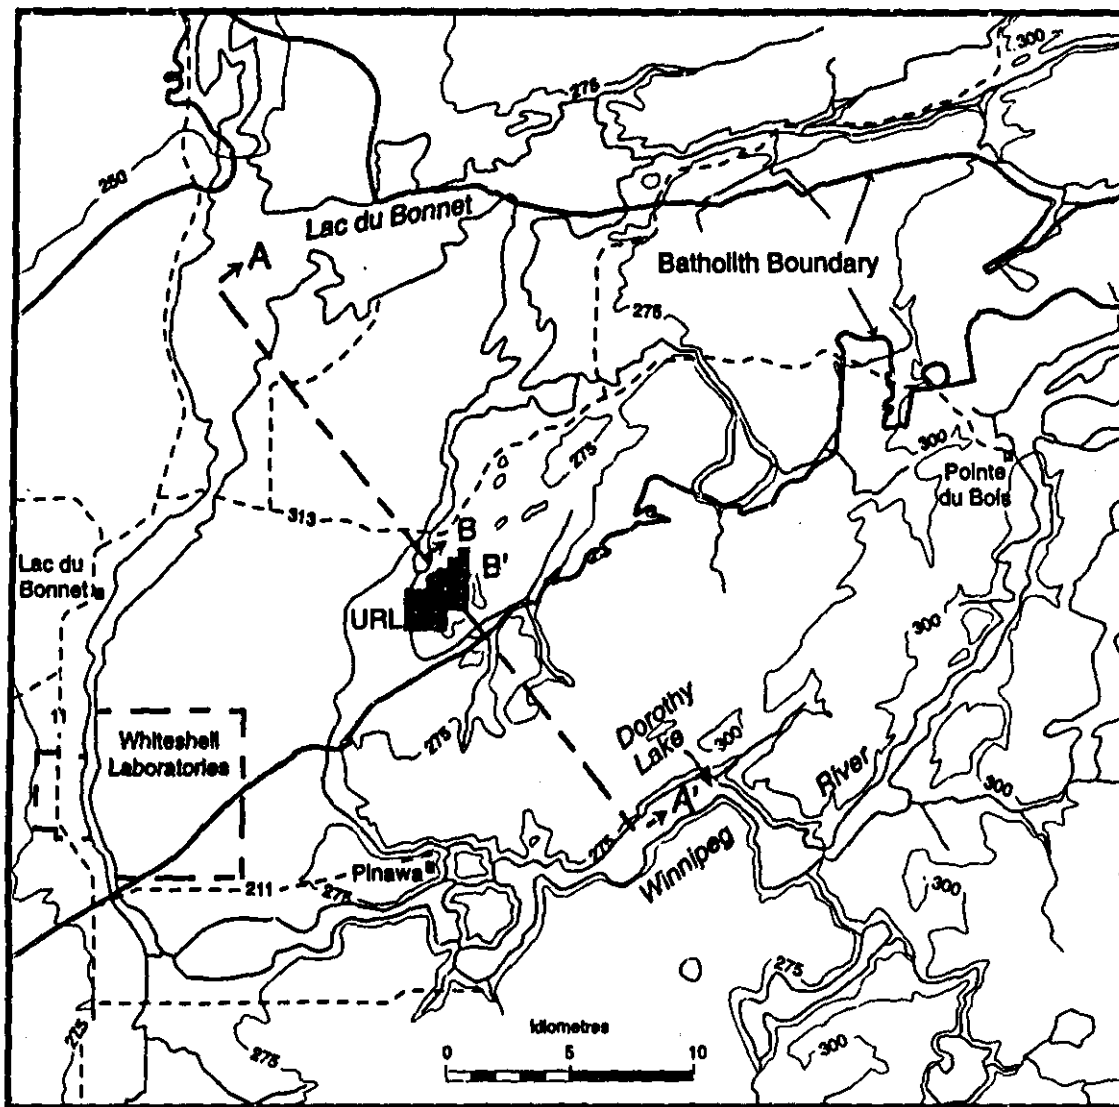 300
275
250
Lac du Bonnet
A
Batholith Boundary
275
275
300
Pointe
du Bois
313
B
B'
Lac du
Bonnet
URL
300
Dorothy
Lake
300
275
11
Whiteshell
Laboratories
River
300
A'
275
Winnipeg
Pinawa
211
275
300
275
275
275
300
kilometres
0 5 10